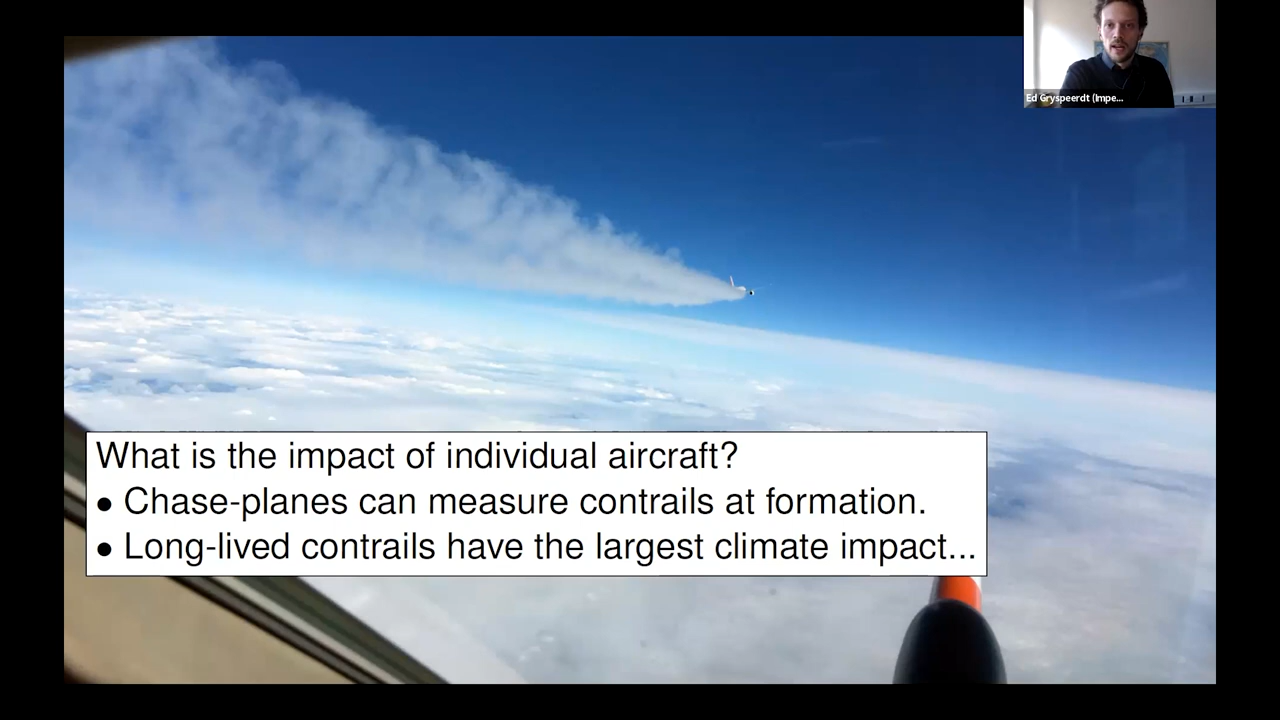 Ed Gryspeerdt (Impe...
What is the impact of individual aircraft?
• Chase-planes can measure contrails at formation.
• Long-lived contrails have the largest climate impact...